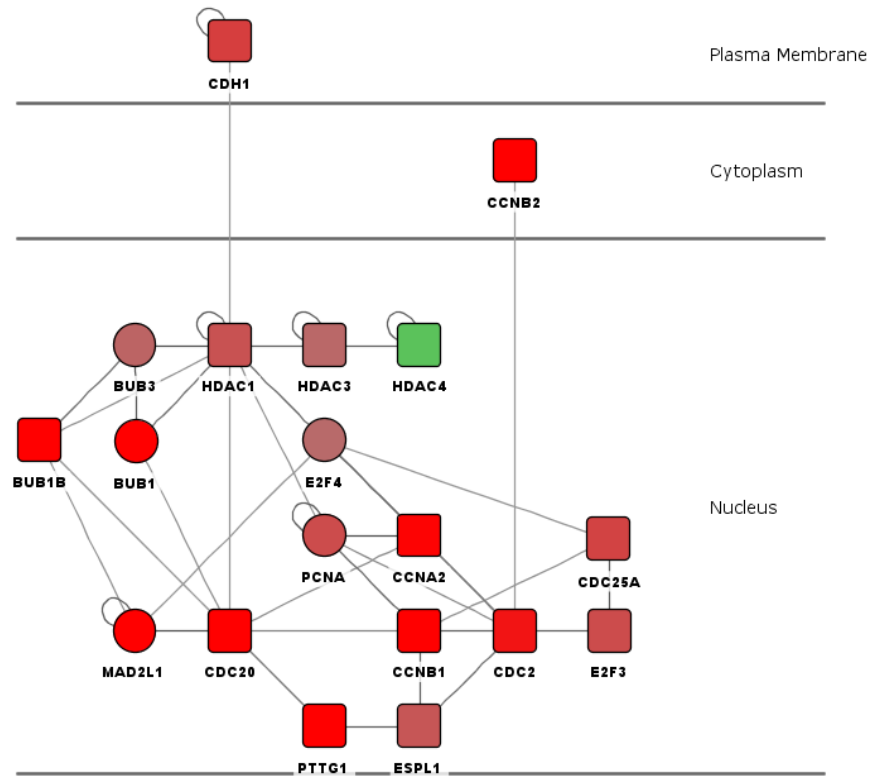 CDH1
Plasma Membrane
CCNB2
Cytoplasm
BUB3
HDAC1
HDAC3
HDAC4
BUB1B
BUB1
E2F4
Nucleus
PCNA
CCNA2
CDC25A
MAD2L1
CDC20
CCNB1
CDC2
E2F3
PTTG1
ESPL1